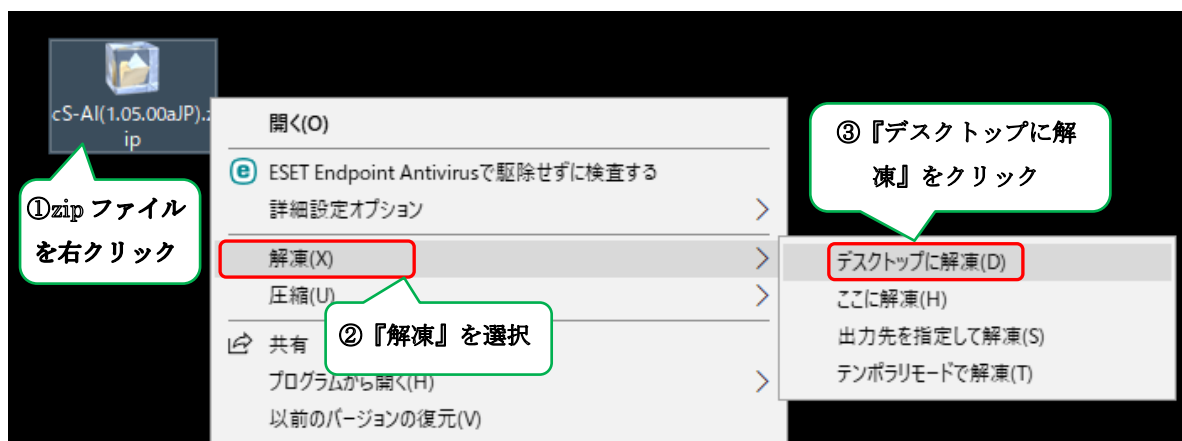 cS-AI(1.05.00aJP).z
ip
①zip ファイル
を右クリック
開く(O)
ESET Endpoint Antivirusで駆除せずに検査する
詳細設定オプション
解凍(X)
圧縮(U)
②『解凍』を選択
共有
プログラムから開く(H)
以前のバージョンの復元(V)
③『デスクトップに解
凍』をクリック
デスクトップに解凍(D)
ここに解凍(H)
出力先を指定して解凍(S)
テンポラリモードで解凍(T)